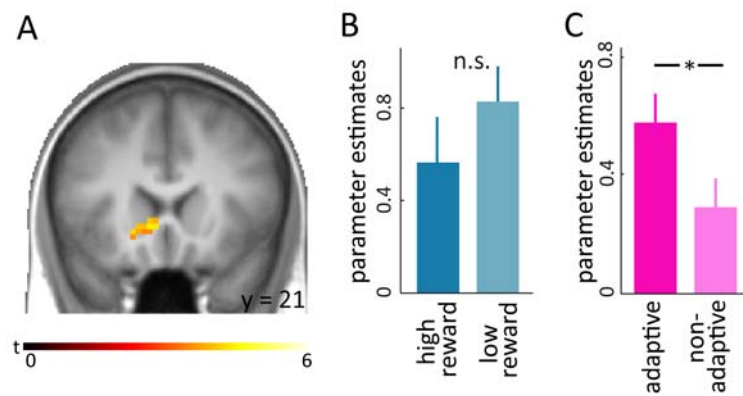 A
y = 21
t
0
6
B
parameter estimates
0
0.4
0.8
n.s.
high
reward
low
reward
C
parameter estimates
0
0.4
0.8
*
adaptive
non-
adaptive